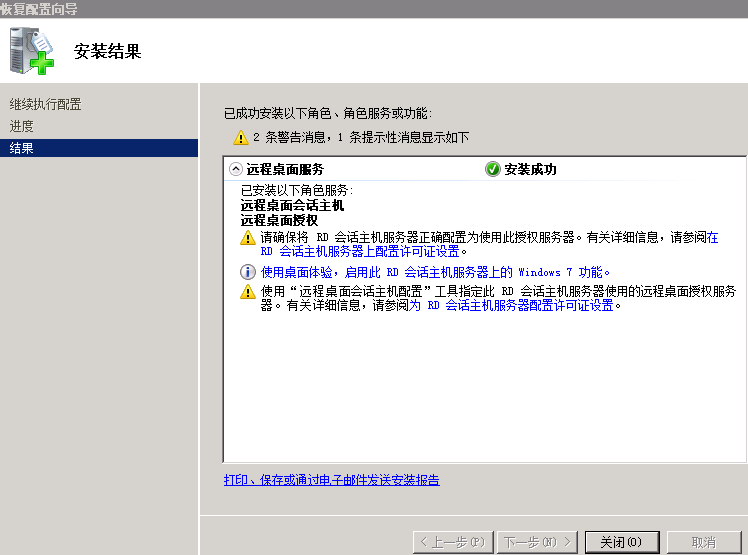 恢复配置向导
安装结果
继续执行配置
进度
结果
已成功安装以下角色、角色服务或功能:
2 条警告消息，1 条提示性消息显示如下
远程桌面服务 安装成功
已安装以下角色服务:
远程桌面会话主机
远程桌面授权
请确保将 RD 会话主机服务器正确配置为使用此授权服务器。有关详细信息，请参阅在
RD 会话主机服务器上配置许可证设置。
使用桌面体验，启用此 RD 会话主机服务器上的 Windows 7 功能。
使用“远程桌面会话主机配置”工具指定此 RD 会话主机服务器使用的远程桌面授权服务
器。有关详细信息，请参阅为 RD 会话主机服务器配置许可证设置。
打印、保存或通过电子邮件发送安装报告
< 上一步(P) 下一步(N) > 关闭(O) 取消